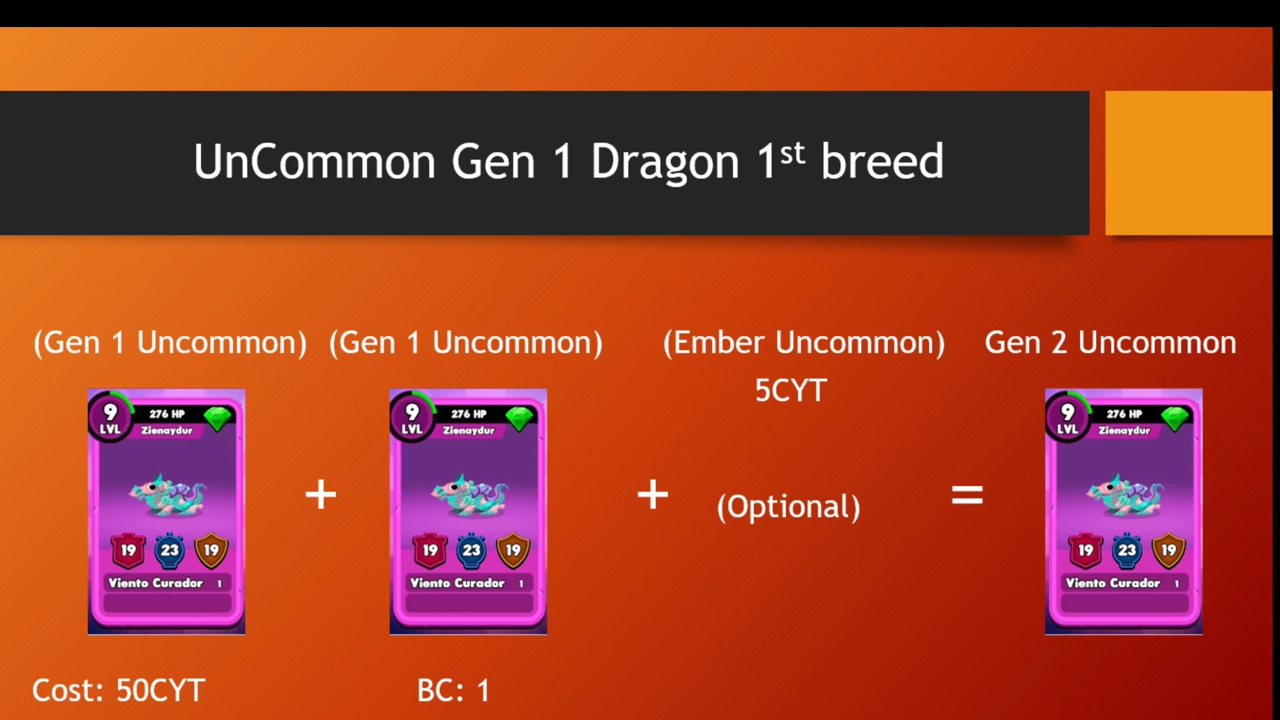 UnCommon Gen 1 Dragon 1st breed
(Gen 1 Uncommon) (Gen 1 Uncommon) (Ember Uncommon) Gen 2 Uncommon
5CYT
9 LVL 276 HP Zienaydur
19 23 19
Viento Curador 1
+
9 LVL 276 HP Zienaydur
19 23 19
Viento Curador 1
+
(Optional)
=
9 LVL 276 HP Zienaydur
19 23 19
Viento Curador 1
Cost: 50CYT BC: 1